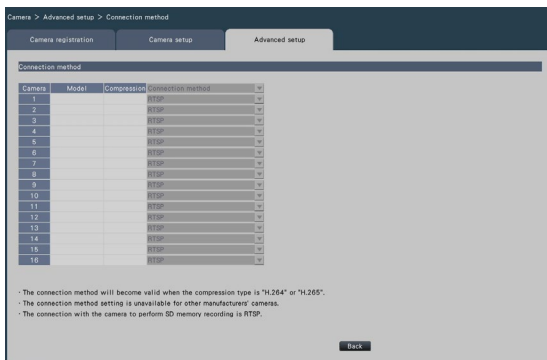 Camera > Advanced setup > Connection method
Camera registration Camera setup Advanced setup
Connection method
Camera Model Compression Connection method
1 RTSP
2 RTSP
3 RTSP
4 RTSP
5 RTSP
6 RTSP
7 RTSP
8 RTSP
9 RTSP
10 RTSP
11 RTSP
12 RTSP
13 RTSP
14 RTSP
15 RTSP
16 RTSP
· The connection method will become valid when the compression type is "H.264" or "H.265".
· The connection method setting is unavailable for other manufacturers' cameras.
· The connection with the camera to perform SD memory recording is RTSP.
Back